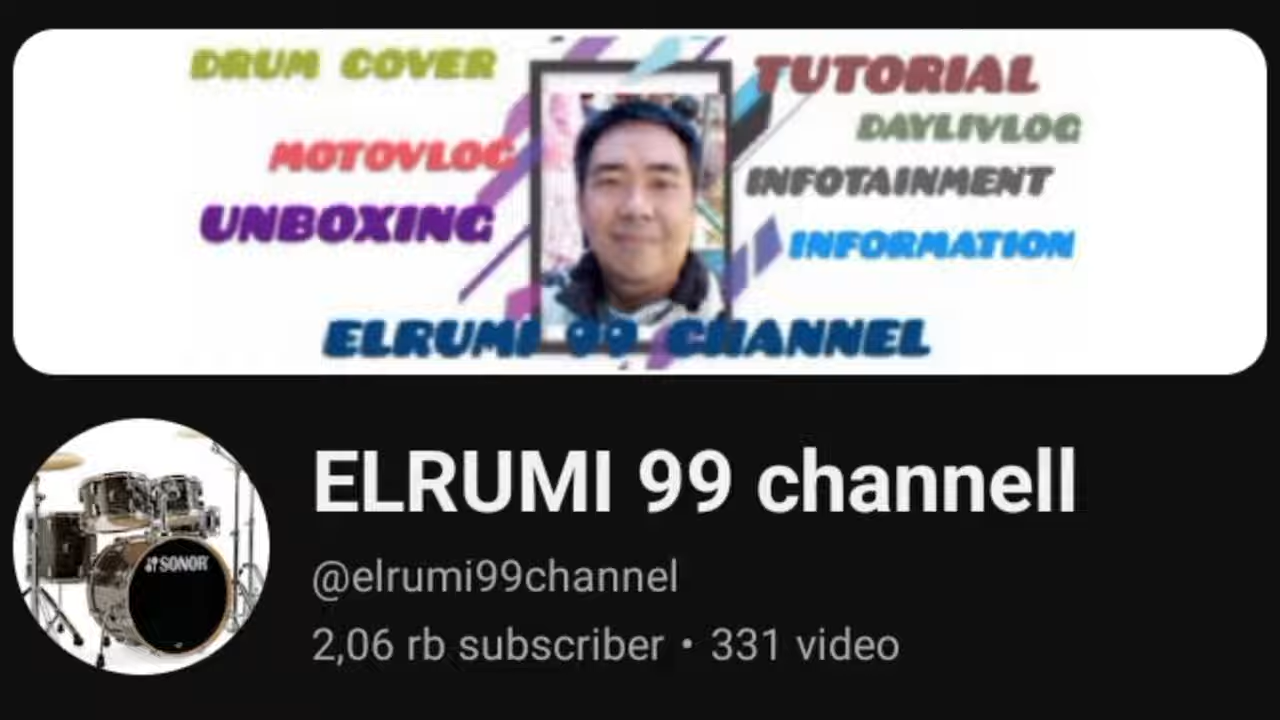 DRUM COVER
TUTORIAL
DAYLIVLOG
MOTOVLOG
INFOTAINMENT
UNBOXING
INFORMATION
ELRUMI 99 CHANNEL
SONOR
ELRUMI 99 channell
@elrumi99channel
2,06 rb subscriber • 331 video